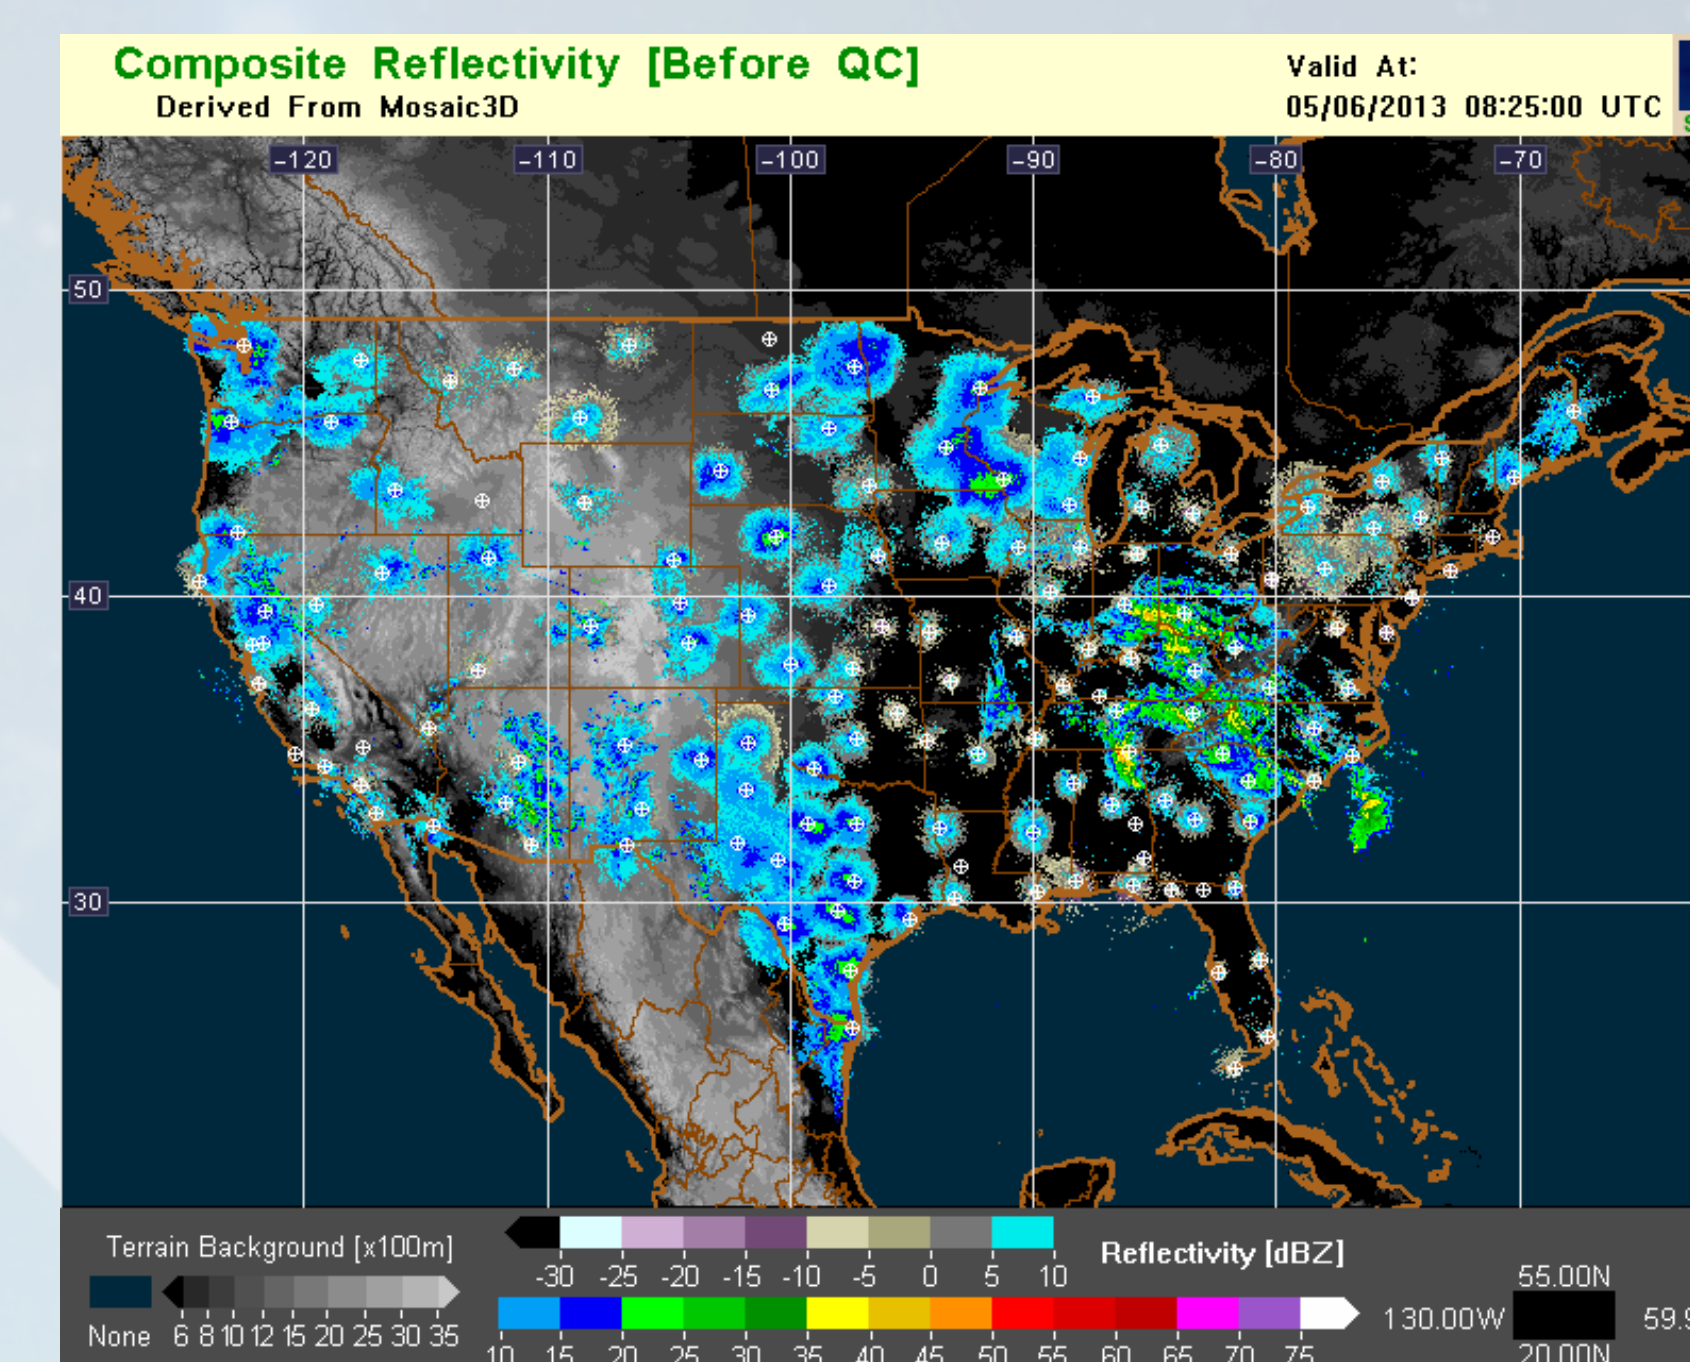 Composite Reflectivity [Before QC]
Derived From Mosaic3D
Valid At:
05/06/2013 08:25:00 UTC
-120 -110 -100 -90 -80 -70
50
40
30
Terrain Background [x100m]
None 6 8 10 12 15 20 25 30 35
-30 -25 -20 -15 -10 -5 0 5 10
Reflectivity [dBZ]
10 15 20 25 30 35 40 45 50 55 60 65 70 75
55.00N
130.00W 59.9
20.00N